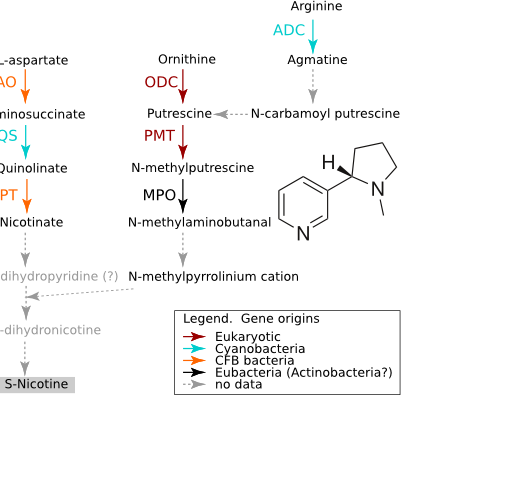 Arginine
ADC
L-aspartate
Ornithine
Agmatine
AO
ODC
minosuccinate
Putrescine
N-carbamoyl putrescine
QS
PMT
Quinolinate
N-methylputrescine
H
PT
MPO
N
Nicotinate
N-methylaminobutanal
N
dihydropyridine (?)
N-methylpyrrolinium cation
-dihydronicotine
S-Nicotine
Legend. Gene origins
Eukaryotic
Cyanobacteria
CFB bacteria
Eubacteria (Actinobacteria?)
no data